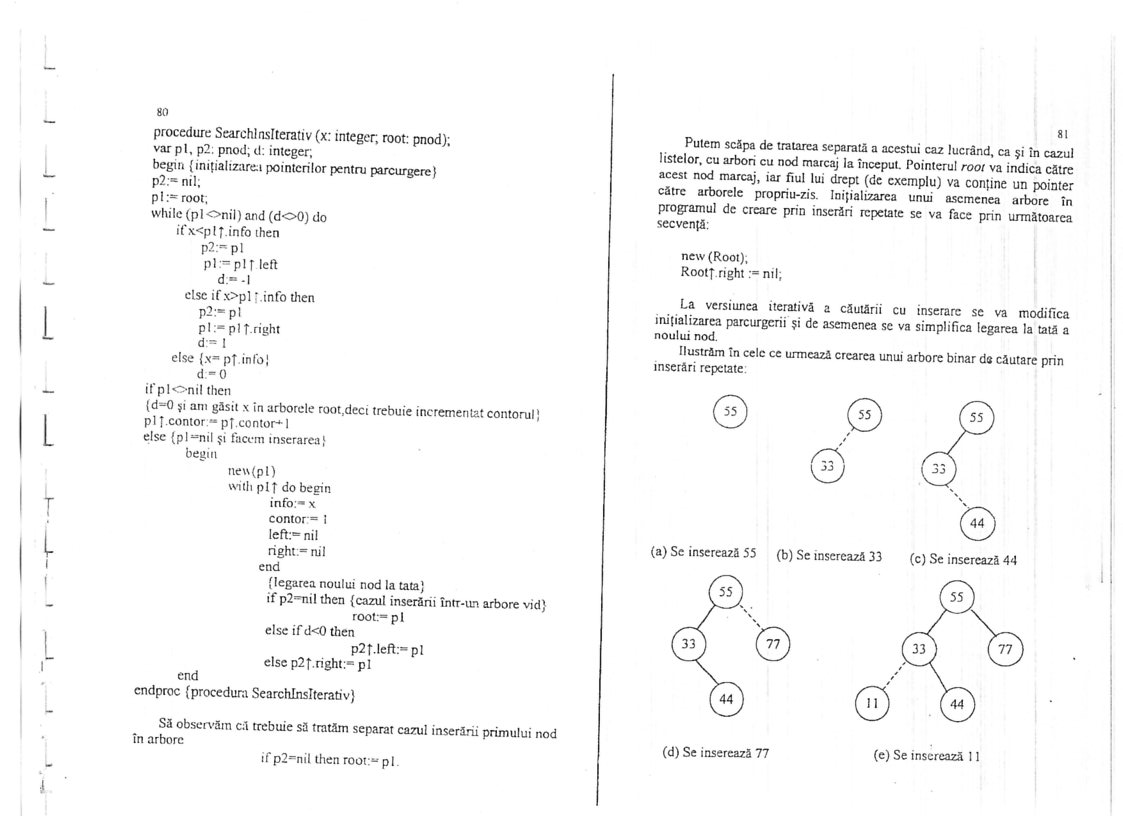 80
procedure SearchInsIterativ (x: integer; root: pnod);
var p1, p2: pnod; d: integer;
begin {inițializarea pointerilor pentru parcurgere}
p2:= nil;
p1:= root;
while (p1<>nil) and (d<>0) do
if x<p1↑.info then
p2:= p1
p1:= p1↑.left
d:= -1
else if x>p1↑.info then
p2:= p1
p1:= p1↑.right
d:= 1
else {x= p↑.info}
d:= 0
if p1<>nil then
{d=0 și am găsit x în arborele root,deci trebuie incrementat contorul}
p1↑.contor:= p↑.contor+1
else {p1=nil și facem inserarea}
begin
new(p1)
with p1↑ do begin
info:= x
contor:= 1
left:= nil
right:= nil
end
{legarea noului nod la tata}
if p2=nil then {cazul inserării într-un arbore vid}
root:= p1
else if d<0 then
p2↑.left:= p1
else p2↑.right:= p1
end
endproc {procedura SearchInsIterativ}
Să observăm că trebuie să tratăm separat cazul inserării primului nod
în arbore
if p2=nil then root:= p1.
81
Putem scăpa de tratarea separată a acestui caz lucrând, ca și în cazul
listelor, cu arbori cu nod marcaj la început. Pointerul root va indica către
acest nod marcaj, iar fiul lui drept (de exemplu) va conține un pointer
către arborele propriu-zis. Inițializarea unui asemenea arbore în
programul de creare prin inserări repetate se va face prin următoarea
secvență:
new (Root);
Root↑.right := nil;
La versiunea iterativă a căutării cu inserare se va modifica
inițializarea parcurgerii și de asemenea se va simplifica legarea la tată a
noului nod.
Ilustrăm în cele ce urmează crearea unui arbore binar de căutare prin
inserări repetate:
55 55 55
33 33
44
(a) Se inserează 55 (b) Se inserează 33 (c) Se inserează 44
55 55
33 77 33 77
44 11 44
(d) Se inserează 77 (e) Se inserează 11